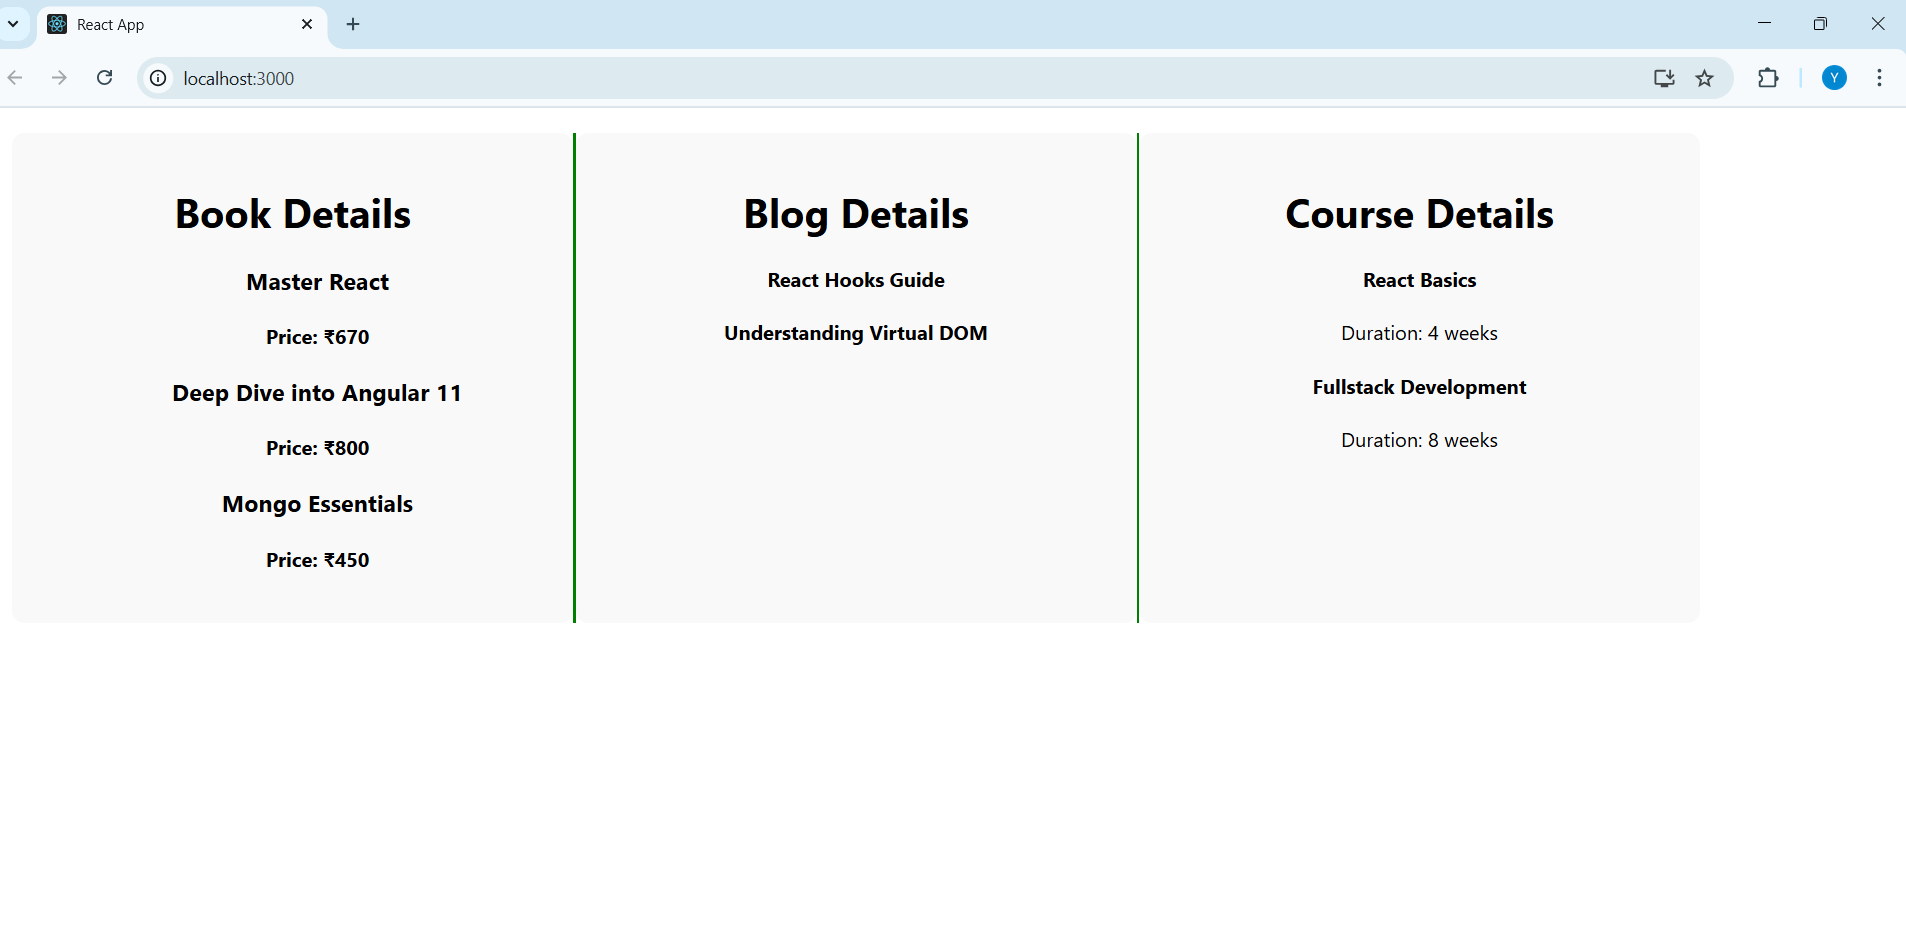 React App
localhost:3000
Y
Book Details
Master React
Price: ₹670
Deep Dive into Angular 11
Price: ₹800
Mongo Essentials
Price: ₹450
Blog Details
React Hooks Guide
Understanding Virtual DOM
Course Details
React Basics
Duration: 4 weeks
Fullstack Development
Duration: 8 weeks